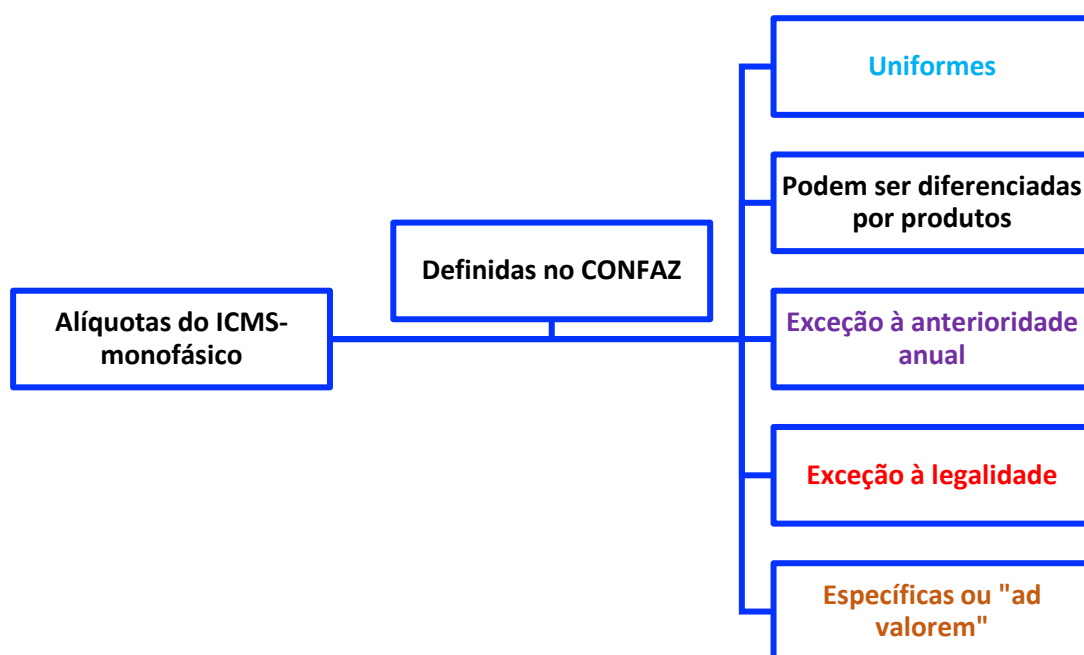 Uniformes
Podem ser diferenciadas
por produtos
Definidas no CONFAZ
Alíquotas do ICMS-
monofásico
Exceção à anterioridade
anual
Exceção à legalidade
Específicas ou "ad
valorem"